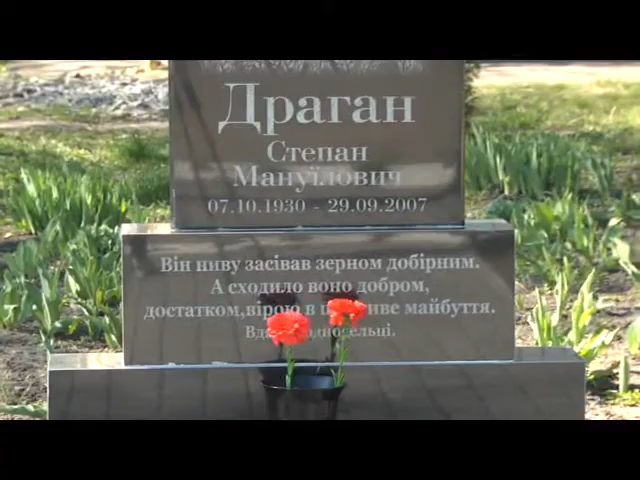 Драган
Степан
Мануїлович
07.10.1930 - 29.09.2007
Він ниву засівав зерном добірним.
А сходило воно добром,
достатком, вірою в майбуття.